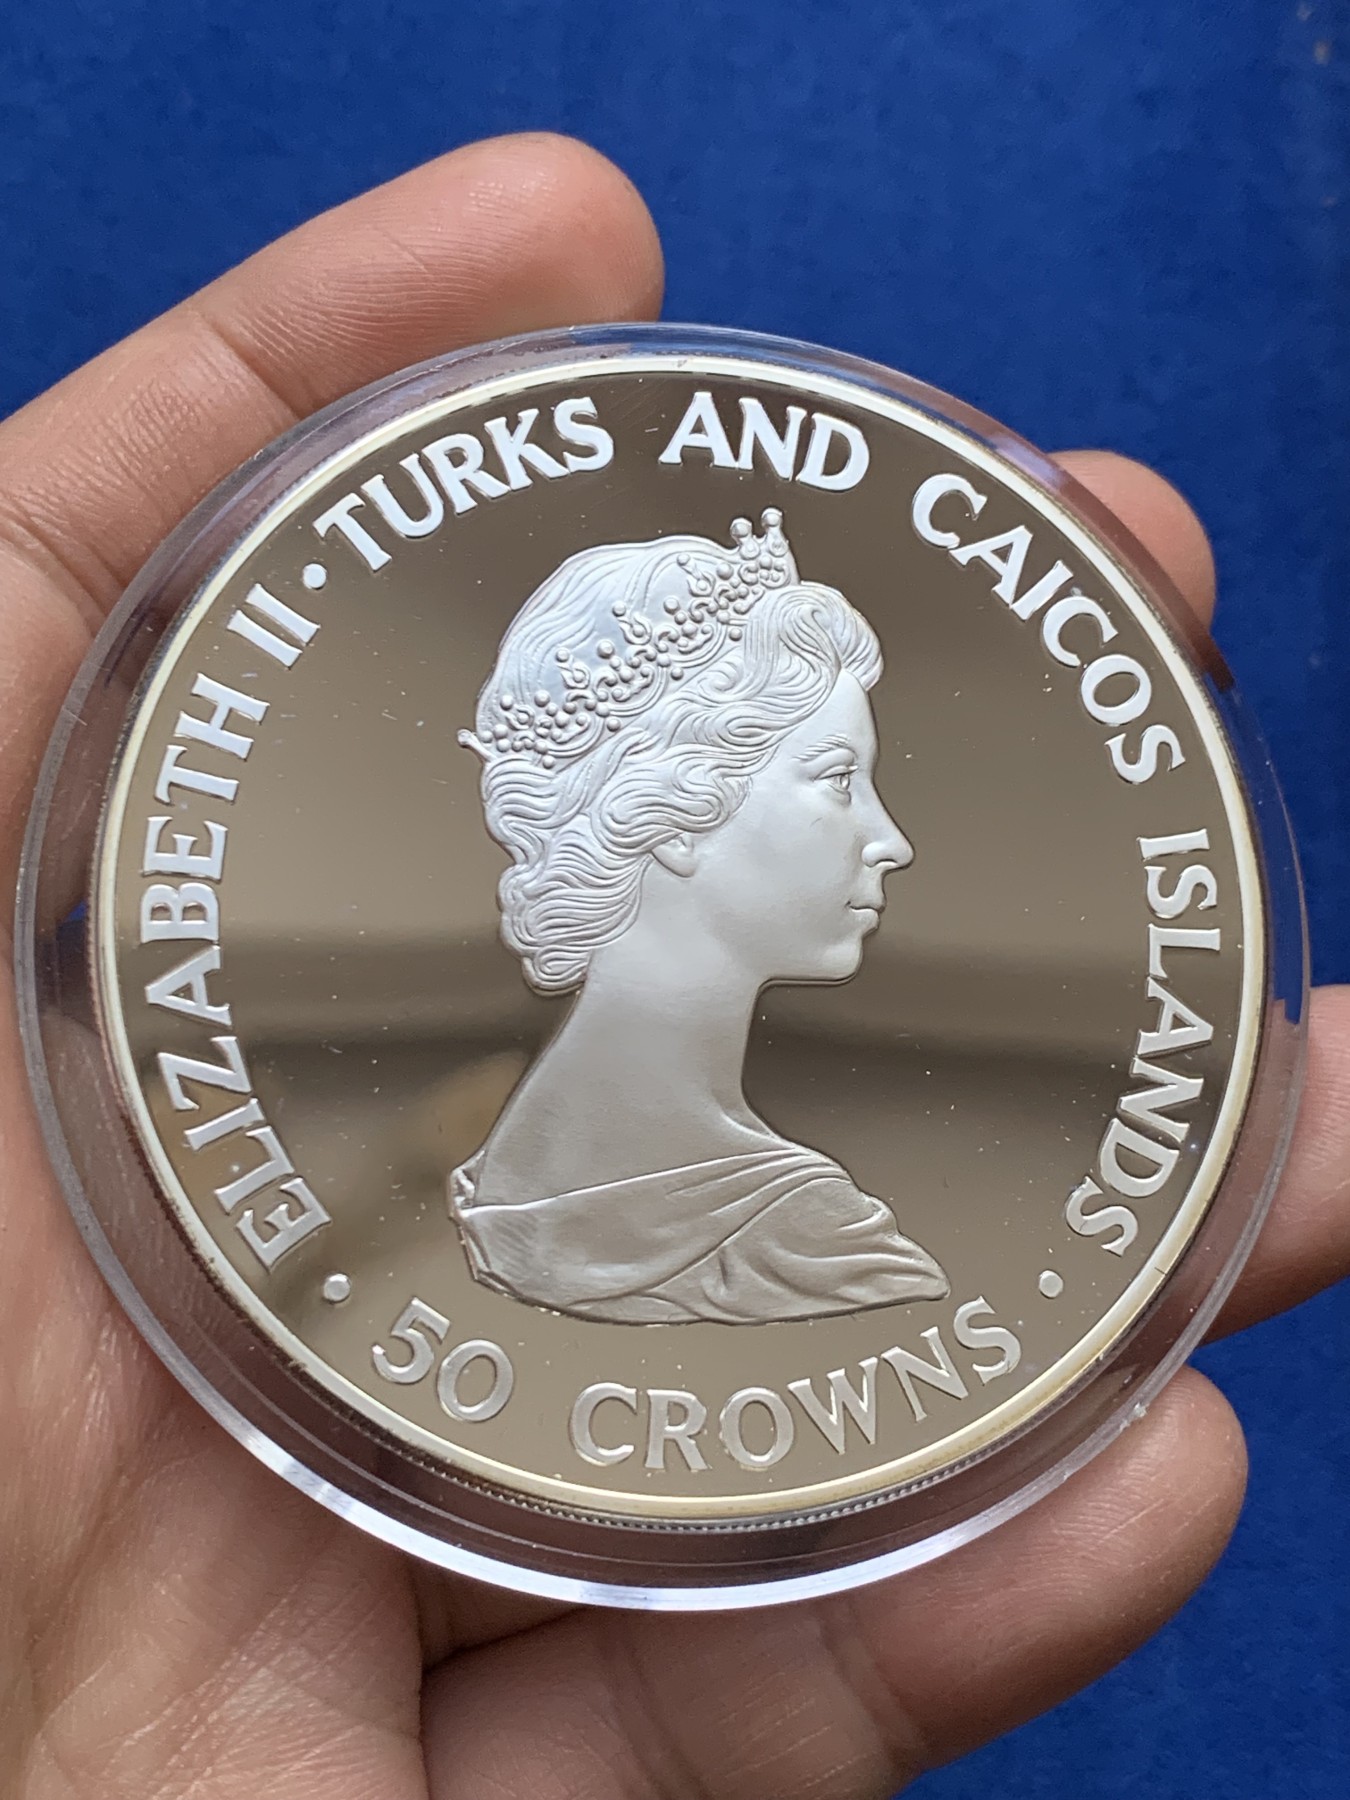 ELIZABETH II · TURKS AND CAICOS ISLANDS ·
50 CROWNS ·